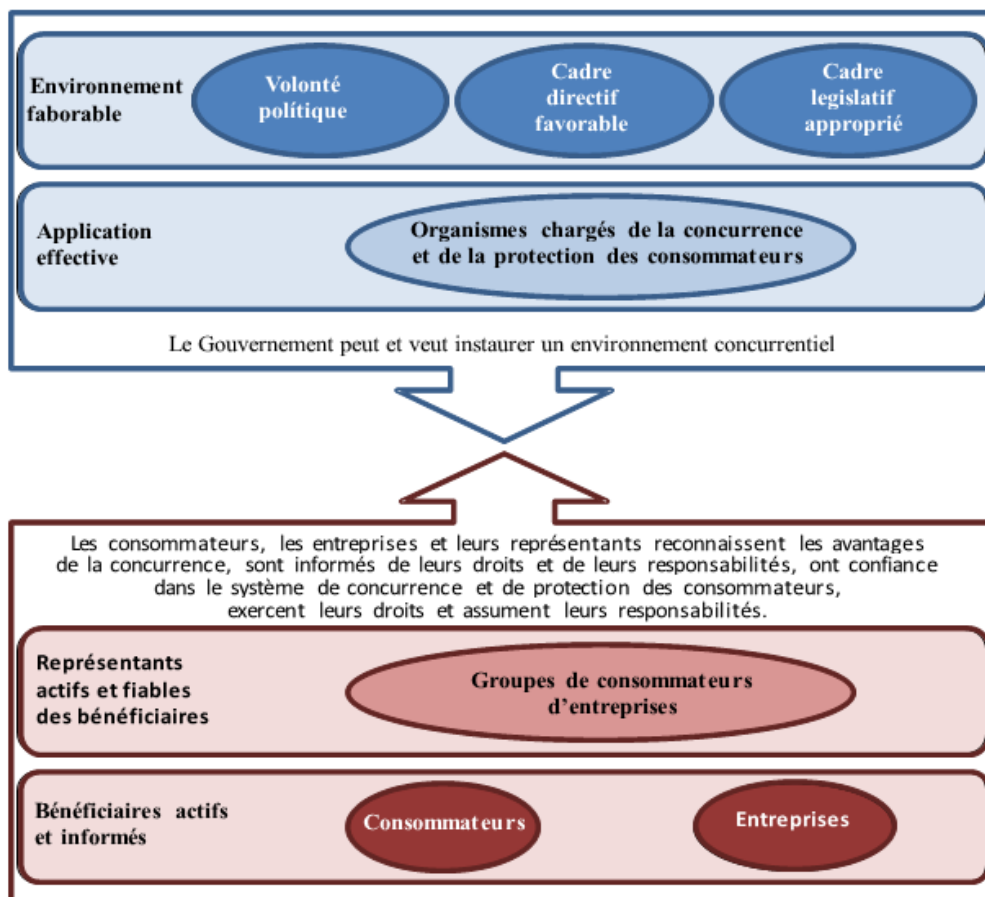 Environnement
faborable
Volonté
polítique
Cadre
directif
favorable
Cadre
legislatif
approprié
Application
effective
Organismes chargés de la concurrence
et de la protection des consommateurs
Le Gouvernement peut et veut instaurer un environnement concurrentiel
Les consommateurs, les entreprises et leurs représentants reconnaissent les avantages
de la concurrence, sont informés de leurs droits et de leurs responsabilités, ont confiance
dans le système de concurrence et de protection des consommateurs,
exercent leurs droits et assument leurs responsabilités.
Représentants
actifs et fiables
des bénéficiaires
Groupes de consommateurs
d’entreprises
Bénéficiaires actifs
et informés
Consommateurs
Entreprises